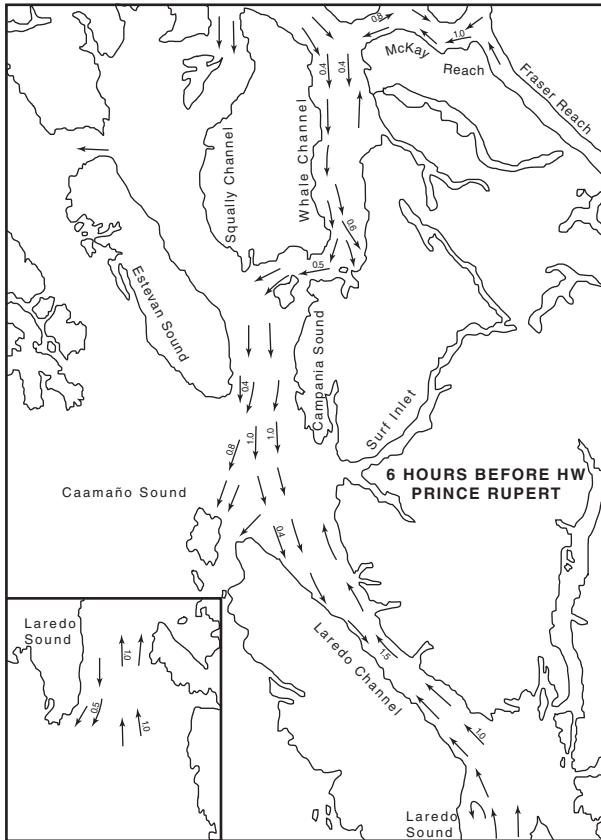 0.8
1.0
McKay
Reach
Fraser Reach
0.4
0.4
Squally Channel
Whale Channel
0.6
0.5
Estevan Sound
Campania Sound
0.4
Surf Inlet
1.0
1.0
0.8
6 HOURS BEFORE HW
PRINCE RUPERT
Caamaño Sound
0.4
Laredo Channel
1.5
1.0
Laredo
Sound
1.0
0.5
1.0
Laredo
Sound